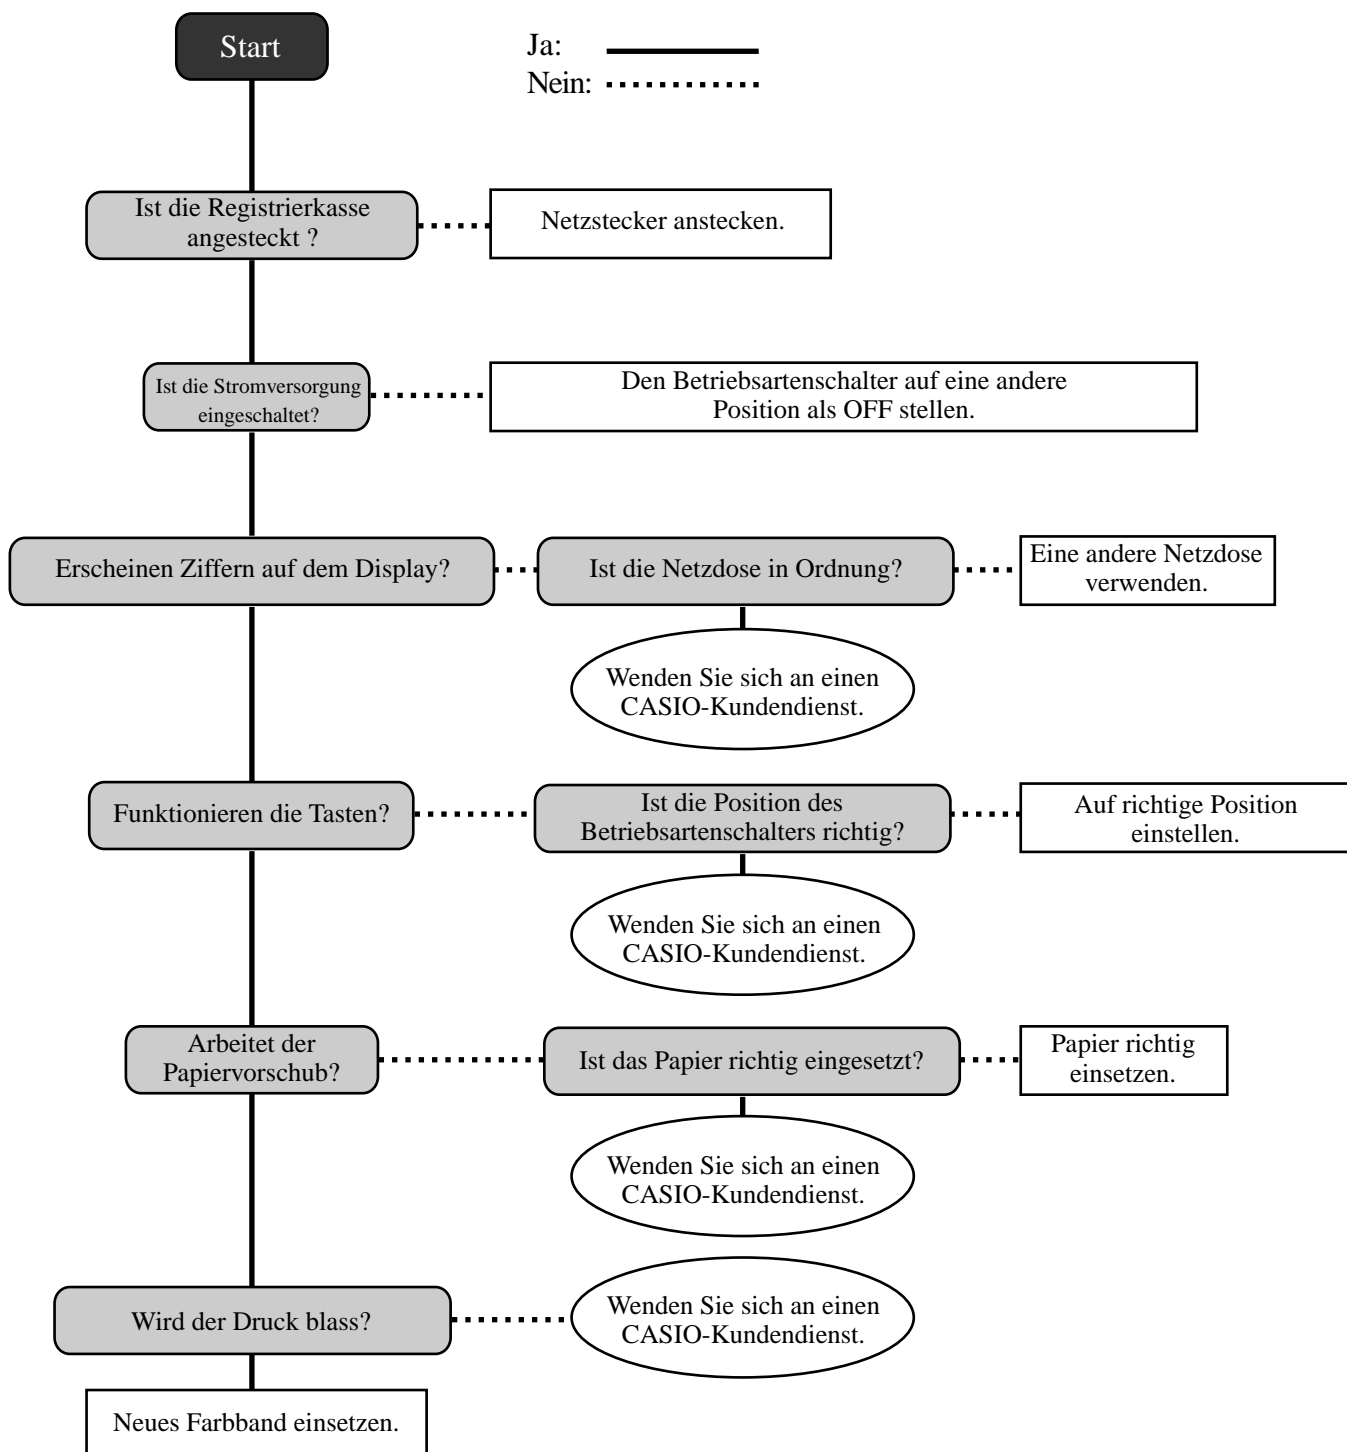 Start
Ja:
Nein:
Ist die Registrierkasse
angesteckt ?
Netzstecker anstecken.
Ist die Stromversorgung
eingeschaltet?
Den Betriebsartenschalter auf eine andere
Position als OFF stellen.
Erscheinen Ziffern auf dem Display?
Ist die Netzdose in Ordnung?
Eine andere Netzdose
verwenden.
Wenden Sie sich an einen
CASIO-Kundendienst.
Funktionieren die Tasten?
Ist die Position des
Betriebsartenschalters richtig?
Auf richtige Position
einstellen.
Wenden Sie sich an einen
CASIO-Kundendienst.
Arbeitet der
Papiervorschub?
Ist das Papier richtig eingesetzt?
Papier richtig
einsetzen.
Wenden Sie sich an einen
CASIO-Kundendienst.
Wird der Druck blass?
Wenden Sie sich an einen
CASIO-Kundendienst.
Neues Farbband einsetzen.